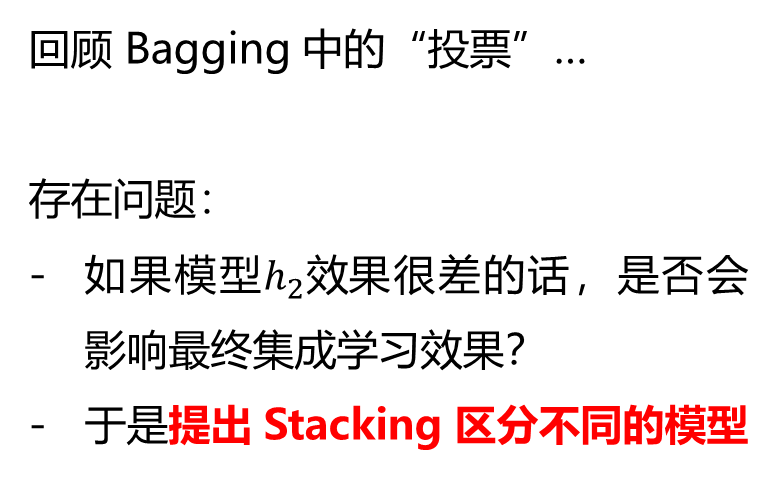 回顾 Bagging 中的“投票”…
存在问题：
- 如果模型ℎ₂效果很差的话，是否会
影响最终集成学习效果?
- 于是提出 Stacking 区分不同的模型